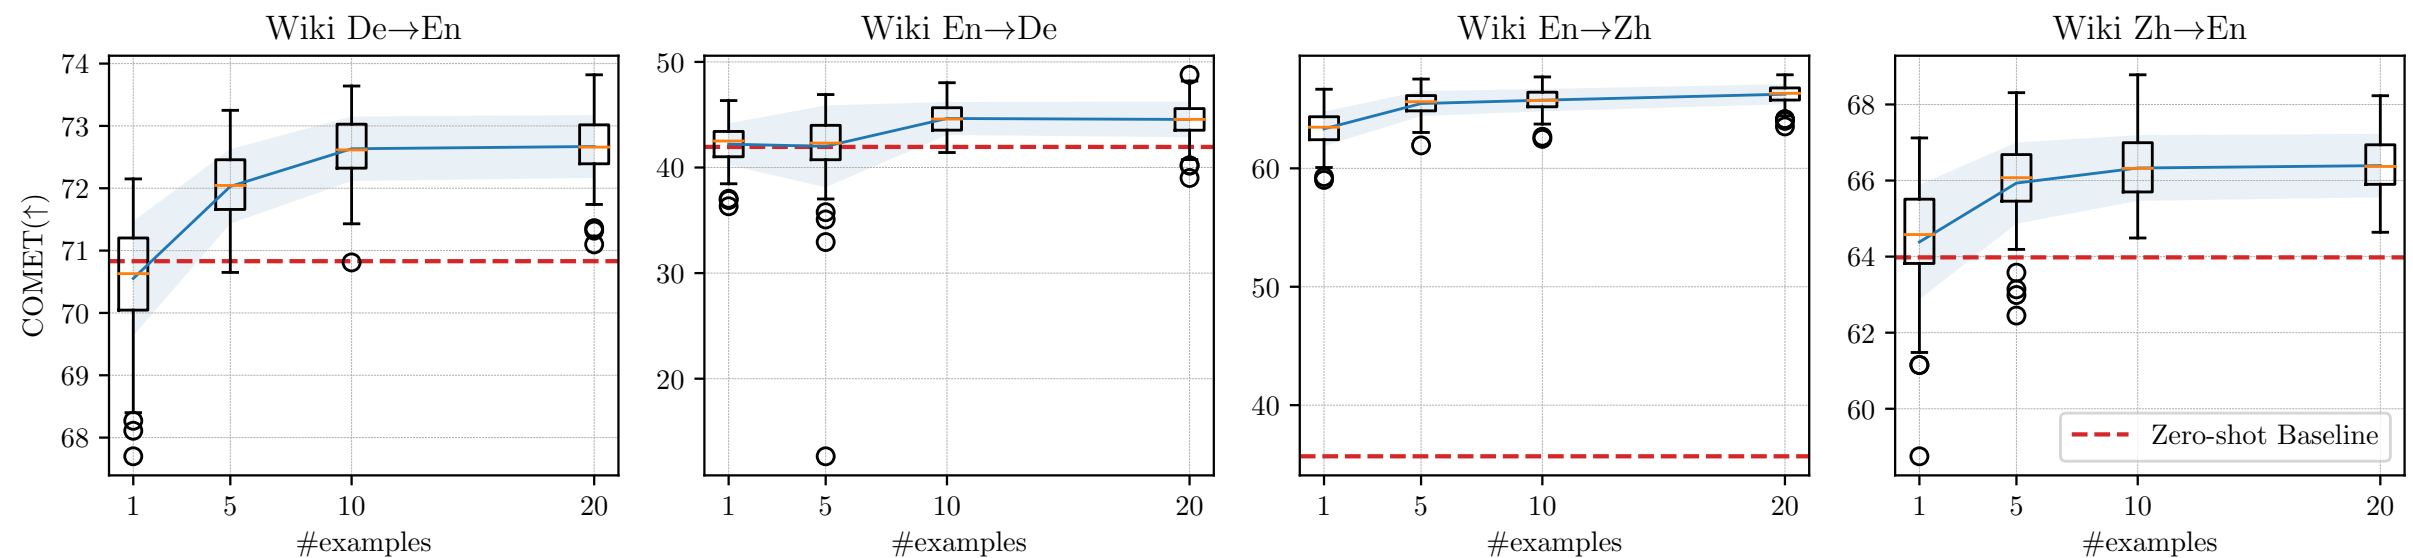 Wiki De→En
COMET(↑)
74
73
72
71
70
69
68
1 5 10 20
#examples
Wiki En→De
50
40
30
20
1 5 10 20
#examples
Wiki En→Zh
60
50
40
1 5 10 20
#examples
Wiki Zh→En
68
66
64
62
60
Zero-shot Baseline
1 5 10 20
#examples